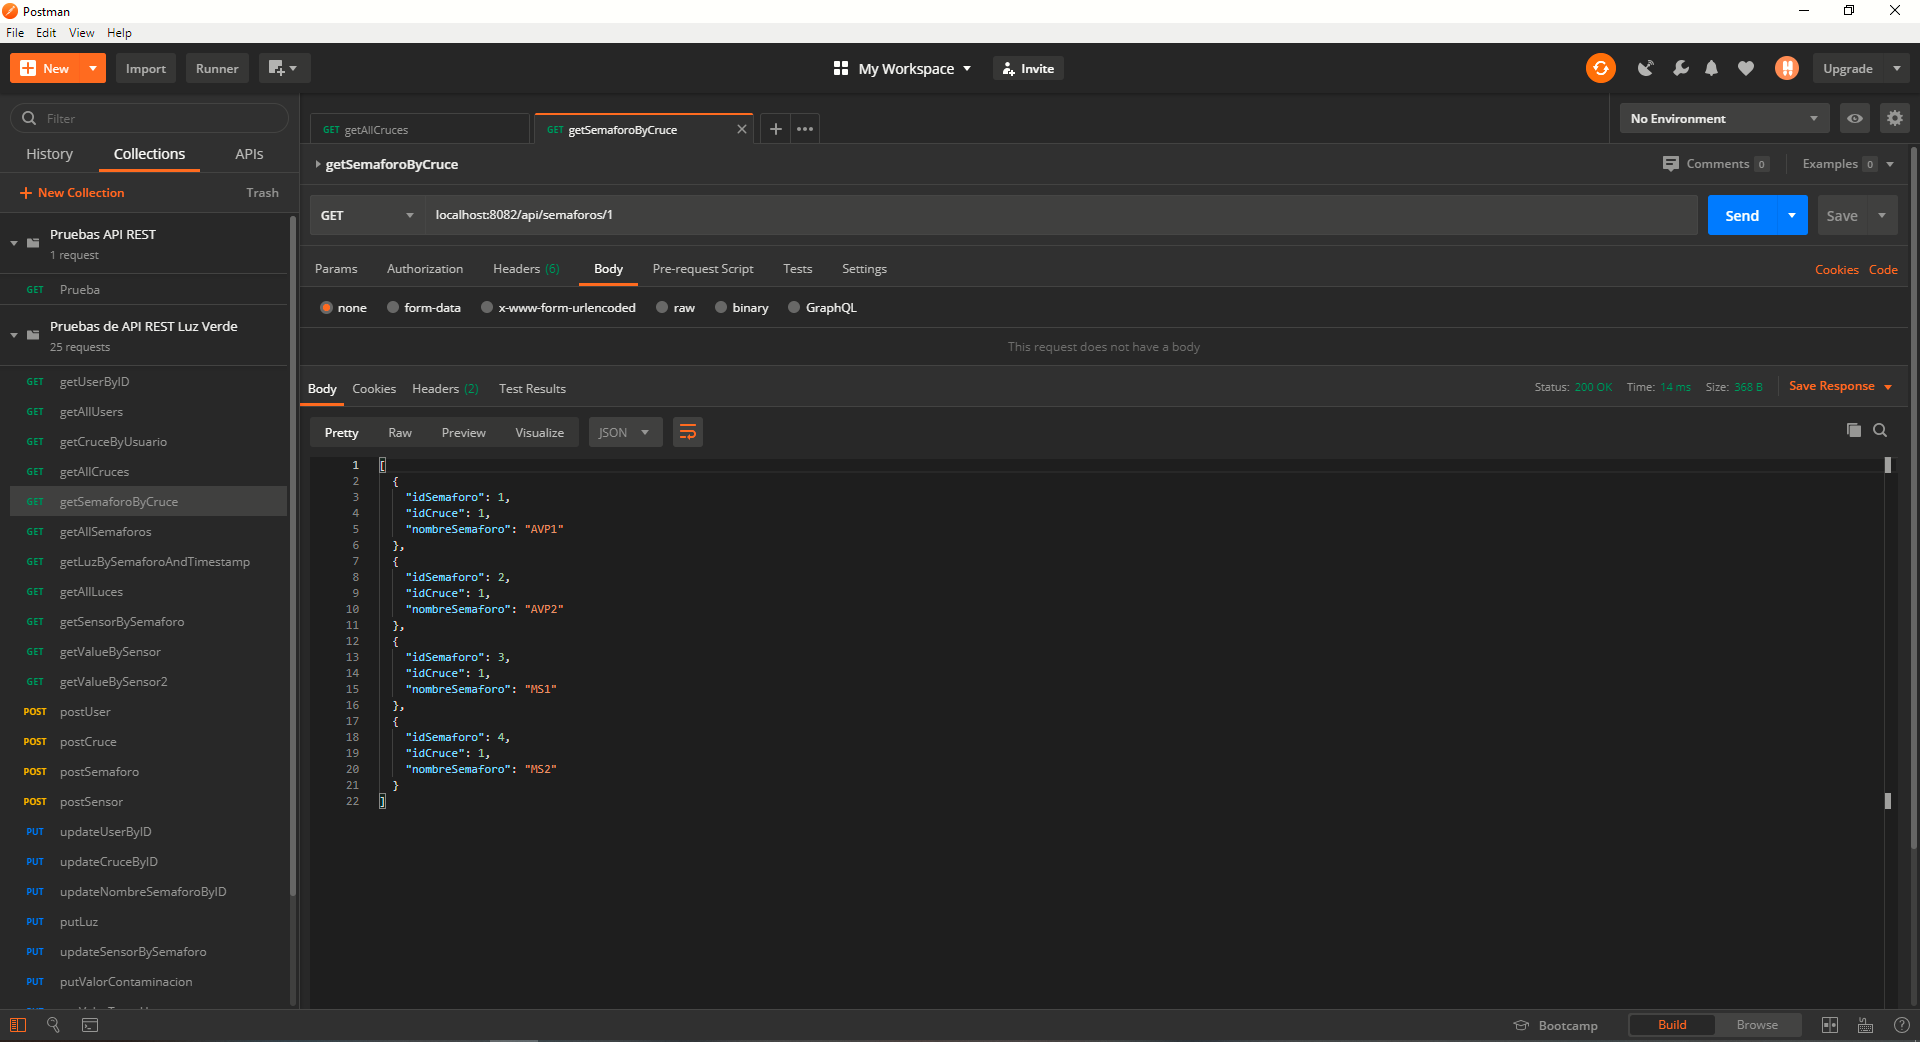 Postman
File Edit View Help
New Import Runner My Workspace Invite Upgrade
Filter
History Collections APIs
New Collection Trash
Pruebas API REST
1 request
GET Prueba
Pruebas de API REST Luz Verde
25 requests
GET getUserByID
GET getAllUsers
GET getCruceByUsuario
GET getAllCruces
GET getSemaforoByCruce
GET getAllSemaforos
GET getLuzBySemaforoAndTimestamp
GET getAllLuces
GET getSensorBySemaforo
GET getValueBySensor
GET getValueBySensor2
POST postUser
POST postCruce
POST postSemaforo
POST postSensor
PUT updateUserByID
PUT updateCruceByID
PUT updateNombreSemaforoByID
PUT putLuz
PUT updateSensorBySemaforo
PUT putValorContaminacion
GET getAllCruces GET getSemaforoByCruce No Environment
getSemaforoByCruce Comments 0 Examples 0
GET localhost:8082/api/semaforos/1 Send Save
Params Authorization Headers (6) Body Pre-request Script Tests Settings Cookies Code
none form-data x-www-form-urlencoded raw binary GraphQL
This request does not have a body
Body Cookies Headers (2) Test Results Status: 200 OK Time: 14 ms Size: 368 B Save Response
Pretty Raw Preview Visualize JSON
1 [
2 {
3 "idSemaforo": 1,
4 "idCruce": 1,
5 "nombreSemaforo": "AVP1"
6 },
7 {
8 "idSemaforo": 2,
9 "idCruce": 1,
10 "nombreSemaforo": "AVP2"
11 },
12 {
13 "idSemaforo": 3,
14 "idCruce": 1,
15 "nombreSemaforo": "MS1"
16 },
17 {
18 "idSemaforo": 4,
19 "idCruce": 1,
20 "nombreSemaforo": "MS2"
21 }
22 ]
Bootcamp Build Browse